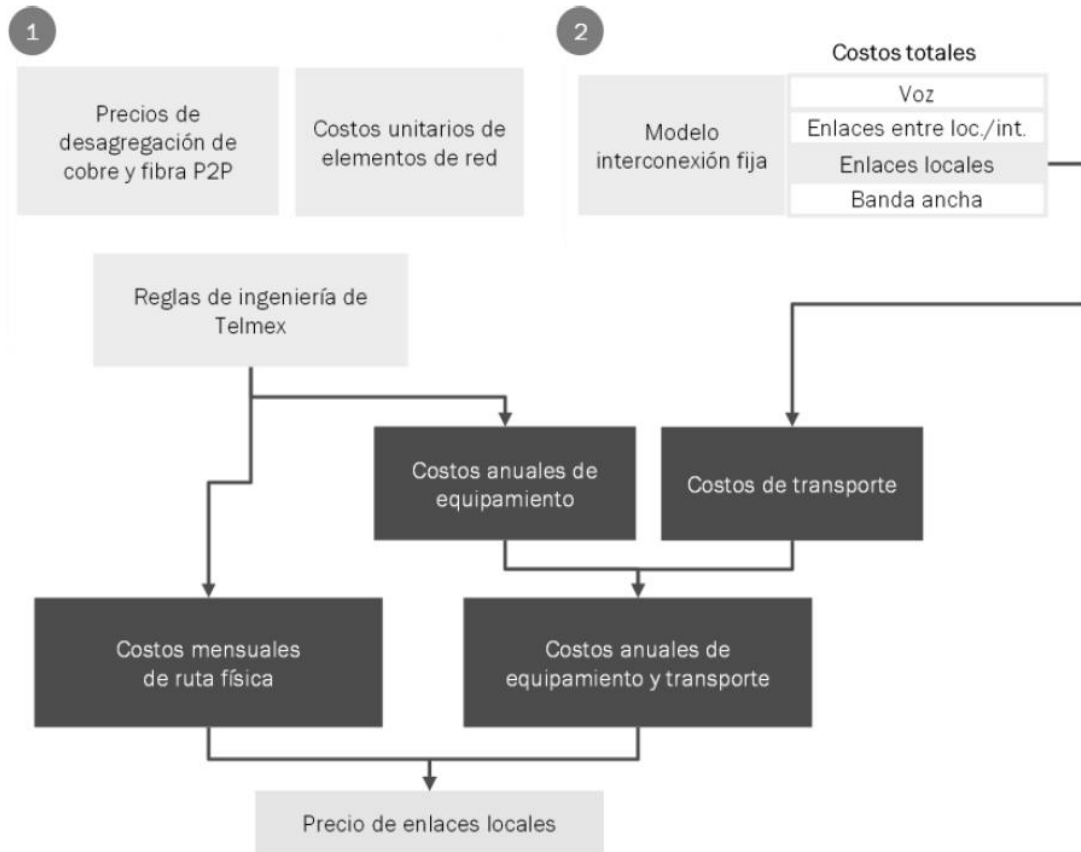 1
Precios de
desagregación de
cobre y fibra P2P
Costos unitarios de
elementos de red
Reglas de ingeniería de
Telmex
2
Costos totales
Modelo
interconexión fija
Voz
Enlaces entre loc./int.
Enlaces locales
Banda ancha
Costos anuales de
equipamiento
Costos de transporte
Costos mensuales
de ruta física
Costos anuales de
equipamiento y transporte
Precio de enlaces locales